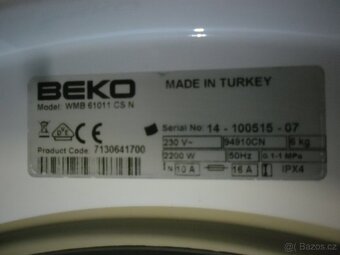 BEKO
MADE IN TURKEY
Model: WMB 61011 CS N
Serial No: 14 - 100515 - 07
Product Code: 7130641700
230 V~ 94910CN 6 kg
2200 W 50Hz 0.1-1 MPa
IN 10 A 16 A IPX4
Bazos.cz